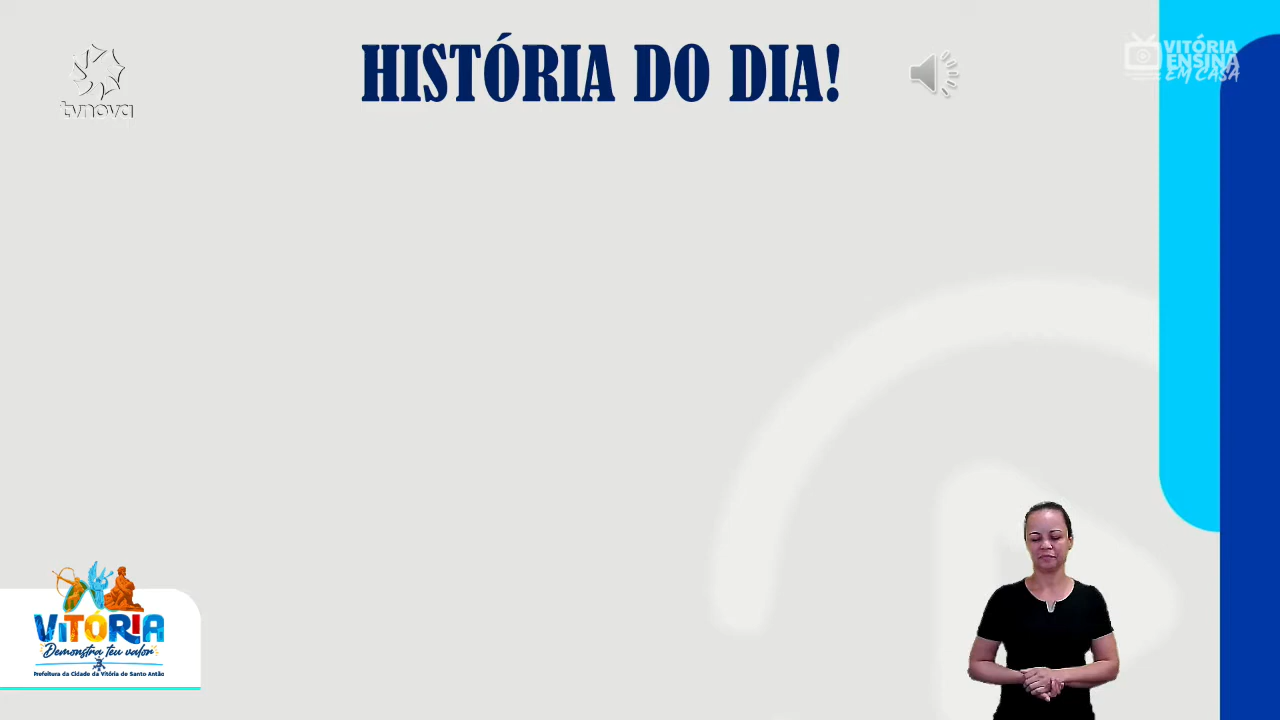 HISTÓRIA DO DIA!
tvnova
VITÓRIA
ENSINA
EM CASA
VITÓRIA
Demonstra teu valor
Prefeitura da Cidade da Vitória de Santo Antão